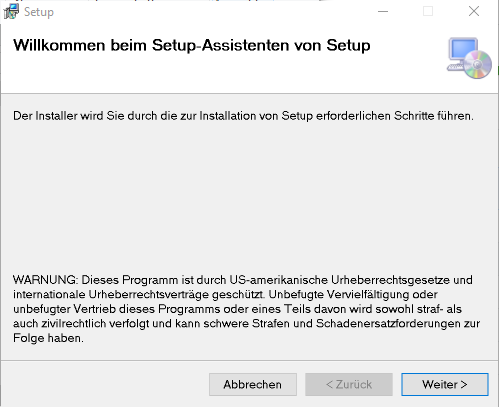 Setup
Willkommen beim Setup-Assistenten von Setup
Der Installer wird Sie durch die zur Installation von Setup erforderlichen Schritte führen.
WARNUNG: Dieses Programm ist durch US-amerikanische Urheberrechtsgesetze und
internationale Urheberrechtsverträge geschützt. Unbefugte Vervielfältigung oder
unbefugter Vertrieb dieses Programms oder eines Teils davon wird sowohl straf- als
auch zivilrechtlich verfolgt und kann schwere Strafen und Schadenersatzforderungen zur
Folge haben.
Abbrechen < Zurück Weiter >